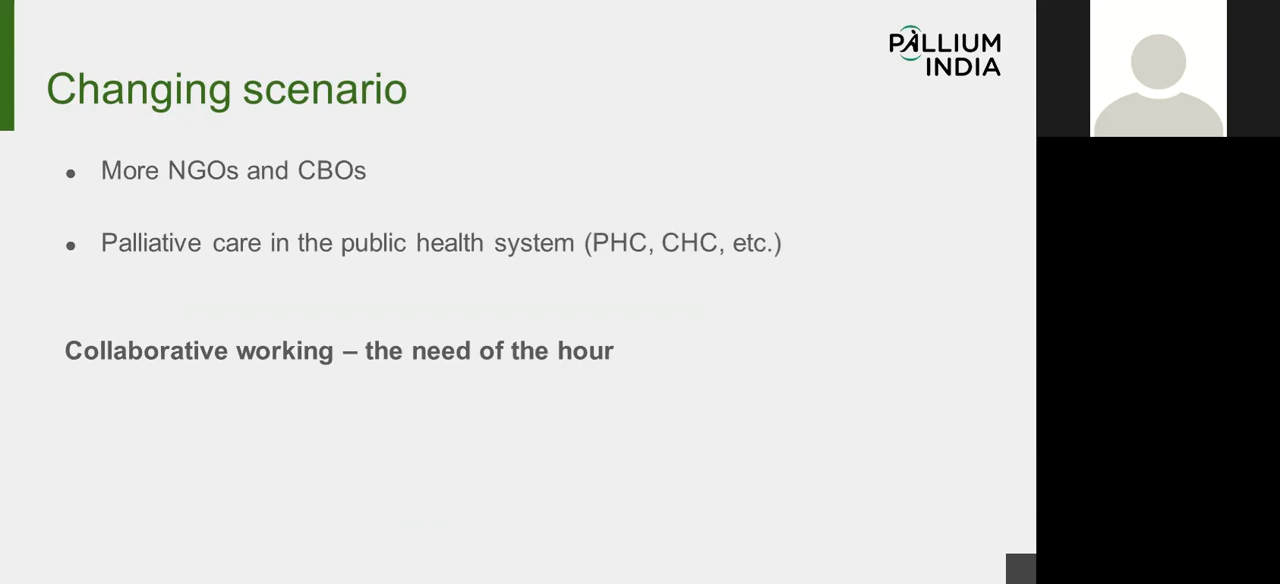 PALLIUM
INDIA
Changing scenario
• More NGOs and CBOs
• Palliative care in the public health system (PHC, CHC, etc.)
Collaborative working – the need of the hour